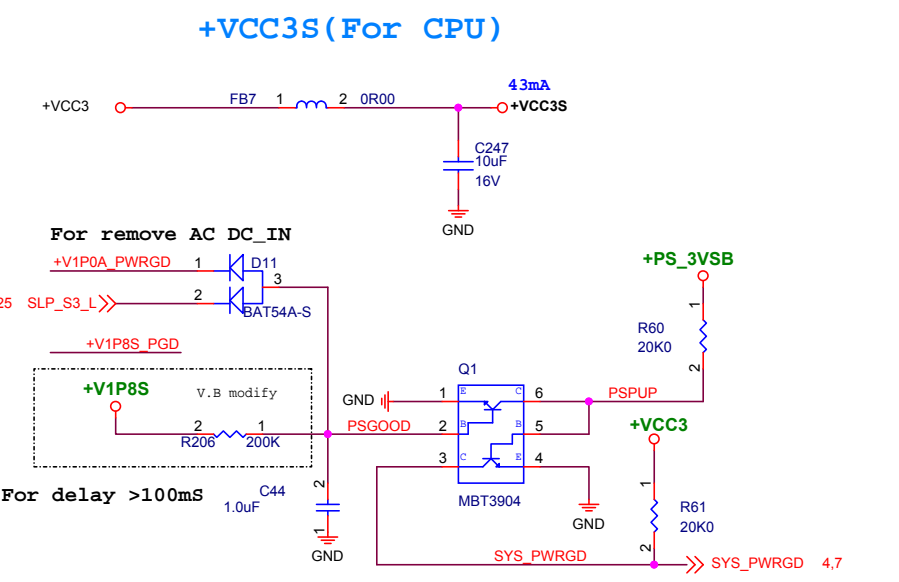 +VCC3S(For CPU)
43mA
+VCC3
FB7
1
2
0R00
+VCC3S
C247
10uF
16V
GND
For remove AC DC_IN
+V1P0A_PWRGD
1
D11
3
25
SLP_S3_L
2
BAT54A-S
+PS_3VSB
1
R60
20K0
2
+V1P8S_PGD
+V1P8S
V.B modify
2
1
R206
200K
Q1
GND
1
E
C
6
PSPUP
PSGOOD
2
B
B
5
3
C
E
4
MBT3904
GND
+VCC3
1
R61
20K0
2
For delay >100mS
C44
1.0uF
2
1
GND
SYS_PWRGD
SYS_PWRGD
4,7